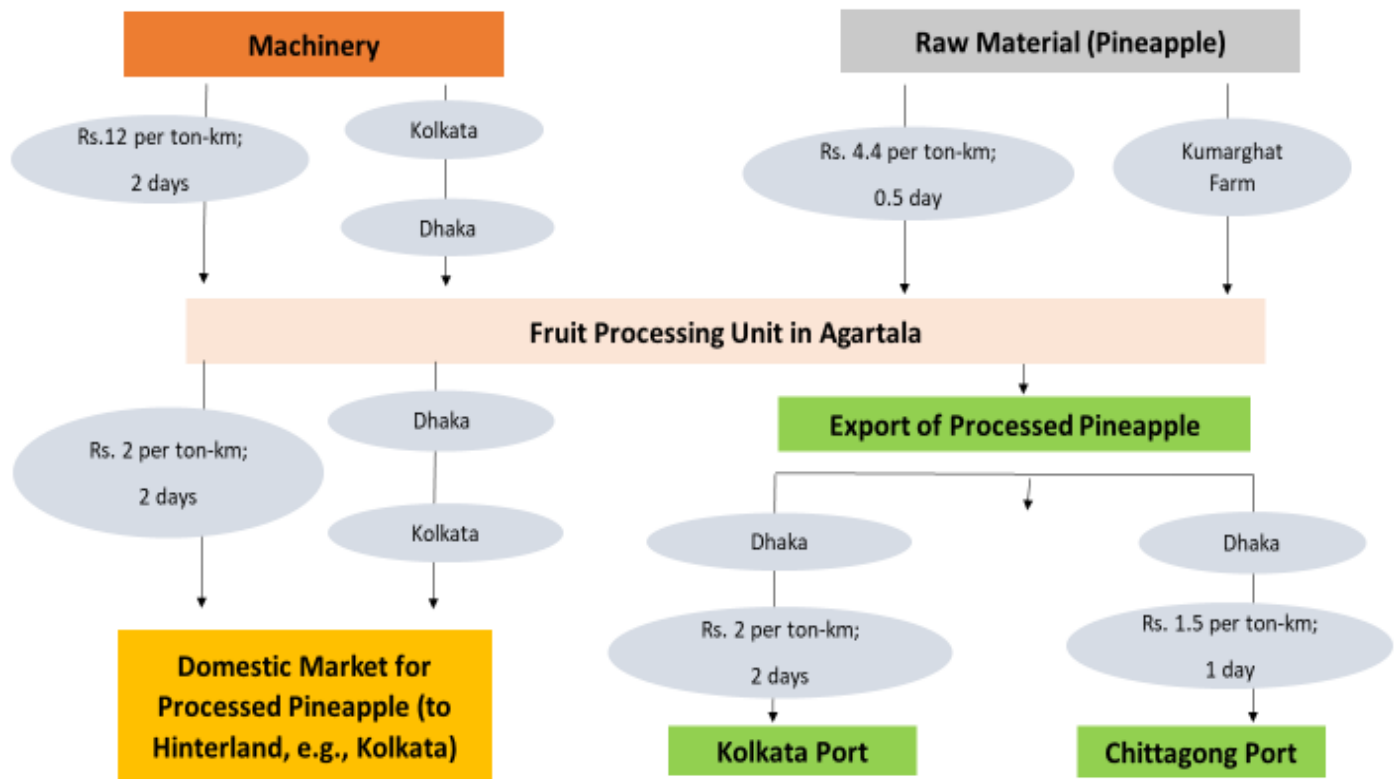 Machinery
Raw Material (Pineapple)
Rs.12 per ton-km;
2 days
Kolkata
Dhaka
Rs. 4.4 per ton-km;
0.5 day
Kumarghat
Farm
Fruit Processing Unit in Agartala
Rs. 2 per ton-km;
2 days
Dhaka
Kolkata
Domestic Market for
Processed Pineapple (to
Hinterland, e.g., Kolkata)
Export of Processed Pineapple
Dhaka
Rs. 2 per ton-km;
2 days
Kolkata Port
Dhaka
Rs. 1.5 per ton-km;
1 day
Chittagong Port